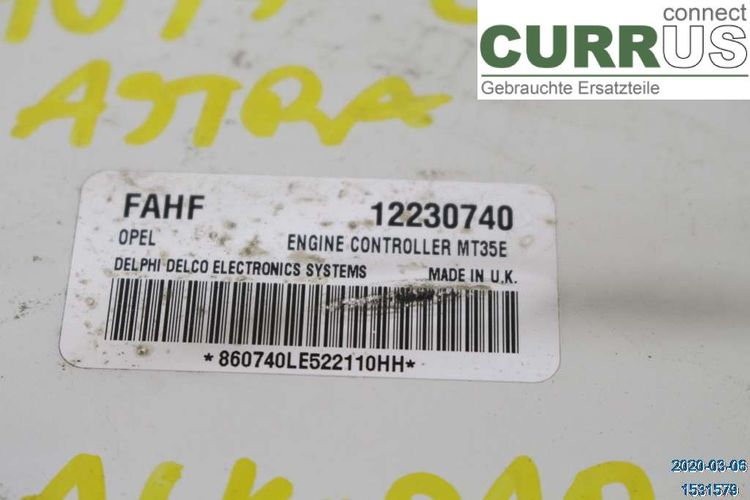 connect
CURRUS
Gebrauchte Ersatzteile
ASTRA
FAHF 12230740
OPEL ENGINE CONTROLLER MT35E
DELPHI DELCO ELECTRONICS SYSTEMS MADE IN U.K.
*860740LE522110HH*
2020-03-06
1531579